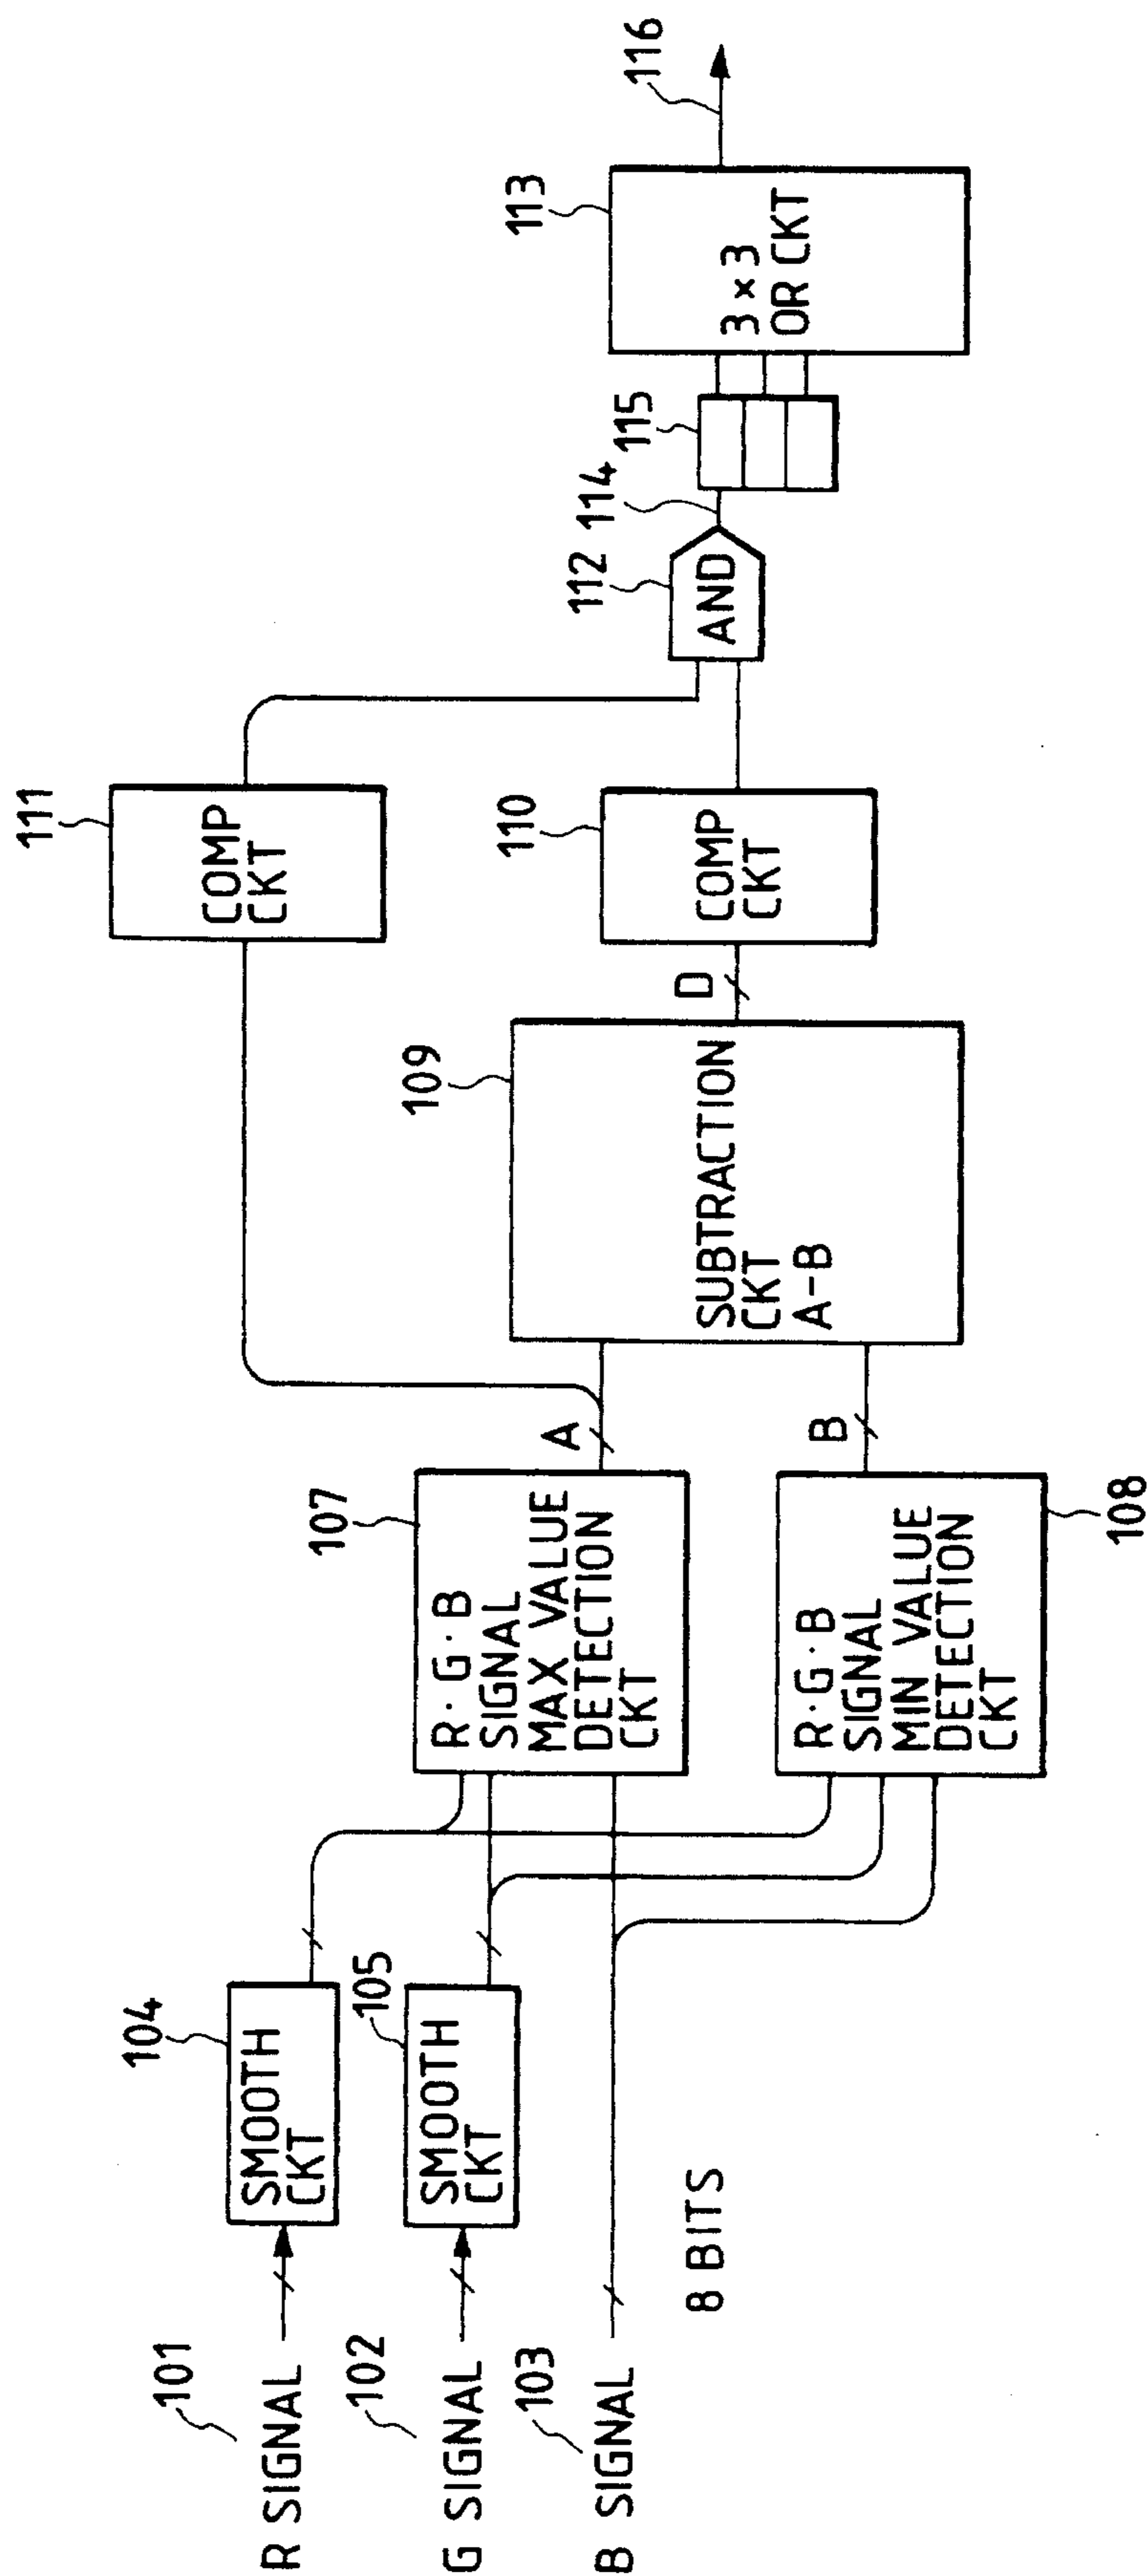 101
R SIGNAL
102
G SIGNAL
103
B SIGNAL
8 BITS
104
SMOOTH
CKT
105
SMOOTH
CKT
107
R·G·B
SIGNAL
MAX VALUE
DETECTION
CKT
108
R·G·B
SIGNAL
MIN VALUE
DETECTION
CKT
A
B
109
SUBTRACTION
CKT
A-B
D
111
COMP
CKT
110
COMP
CKT
112
AND
114
115
113
3×3
OR CKT
116